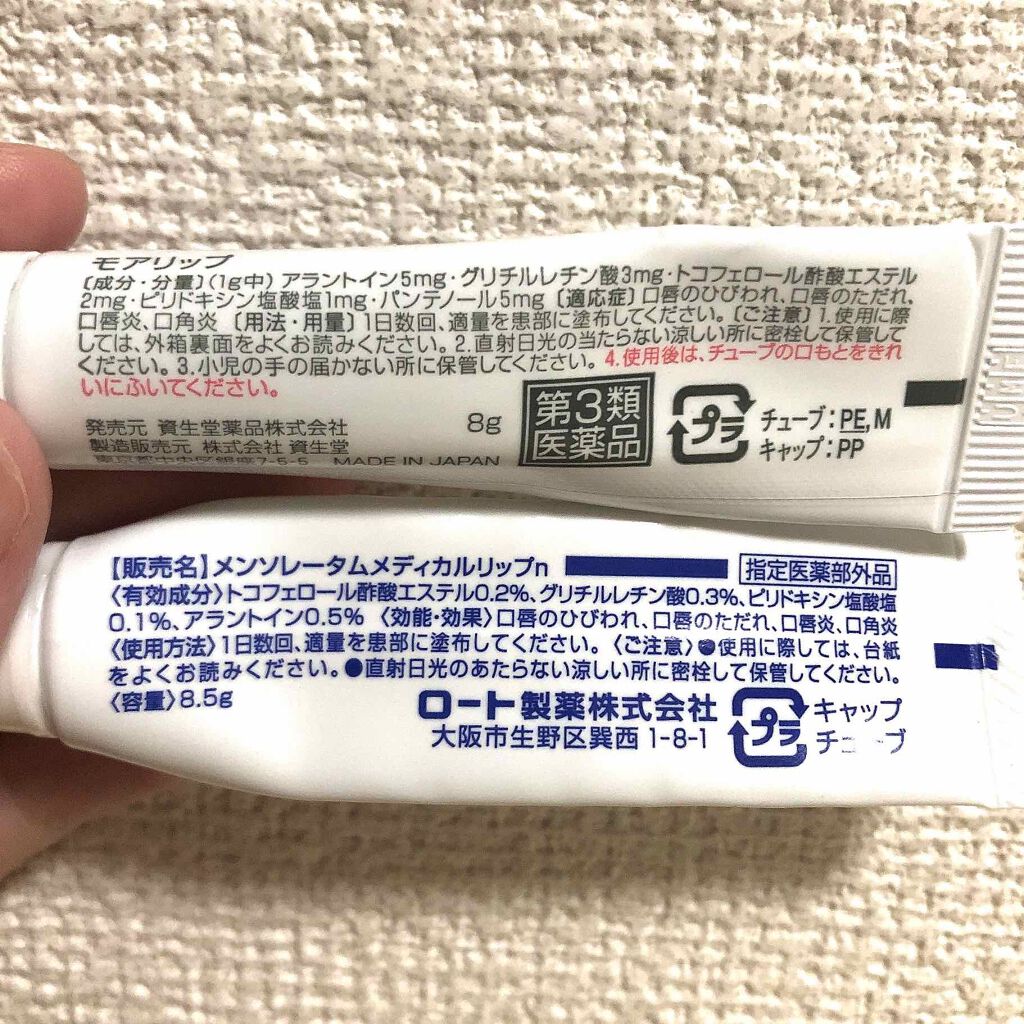 モアリップ
〔成分・分量〕(1g中) アラントイン5mg・グリチルレチン酸3mg・トコフェロール酢酸エステル
2mg・ピリドキシン塩酸塩1mg・パンテノール5mg〔適応症〕口唇のひびわれ、口唇のただれ、
口唇炎、口角炎〔用法・用量〕1日数回、適量を患部に塗布してください。〔ご注意〕1.使用に際
しては、外箱裏面をよくお読みください。2.直射日光の当たらない涼しい所に密栓して保管して
ください。3.小児の手の届かない所に保管してください。4.使用後は、チューブの口もとをきれ
いにふいてください。
発売元 資生堂薬品株式会社
製造販売元 株式会社 資生堂
東京都中央区銀座7-5-5 MADE IN JAPAN
8g
第3類
医薬品
プラ
チューブ:PE,M
キャップ:PP
【販売名】メンソレータムメディカルリップn
指定医薬部外品
〈有効成分〉トコフェロール酢酸エステル0.2%、グリチルレチン酸0.3%、ピリドキシン塩酸塩
0.1%、アラントイン0.5% 〈効能・効果〉口唇のひびわれ、口唇のただれ、口唇炎、口角炎
〈使用方法〉1日数回、適量を患部に塗布してください。〈ご注意〉●使用に際しては、台紙
をよくお読みください。●直射日光のあたらない涼しい所に密栓して保管してください。
〈容量〉8.5g
ロート製薬株式会社
大阪市生野区巽西1-8-1
プラ
キャップ
チューブ